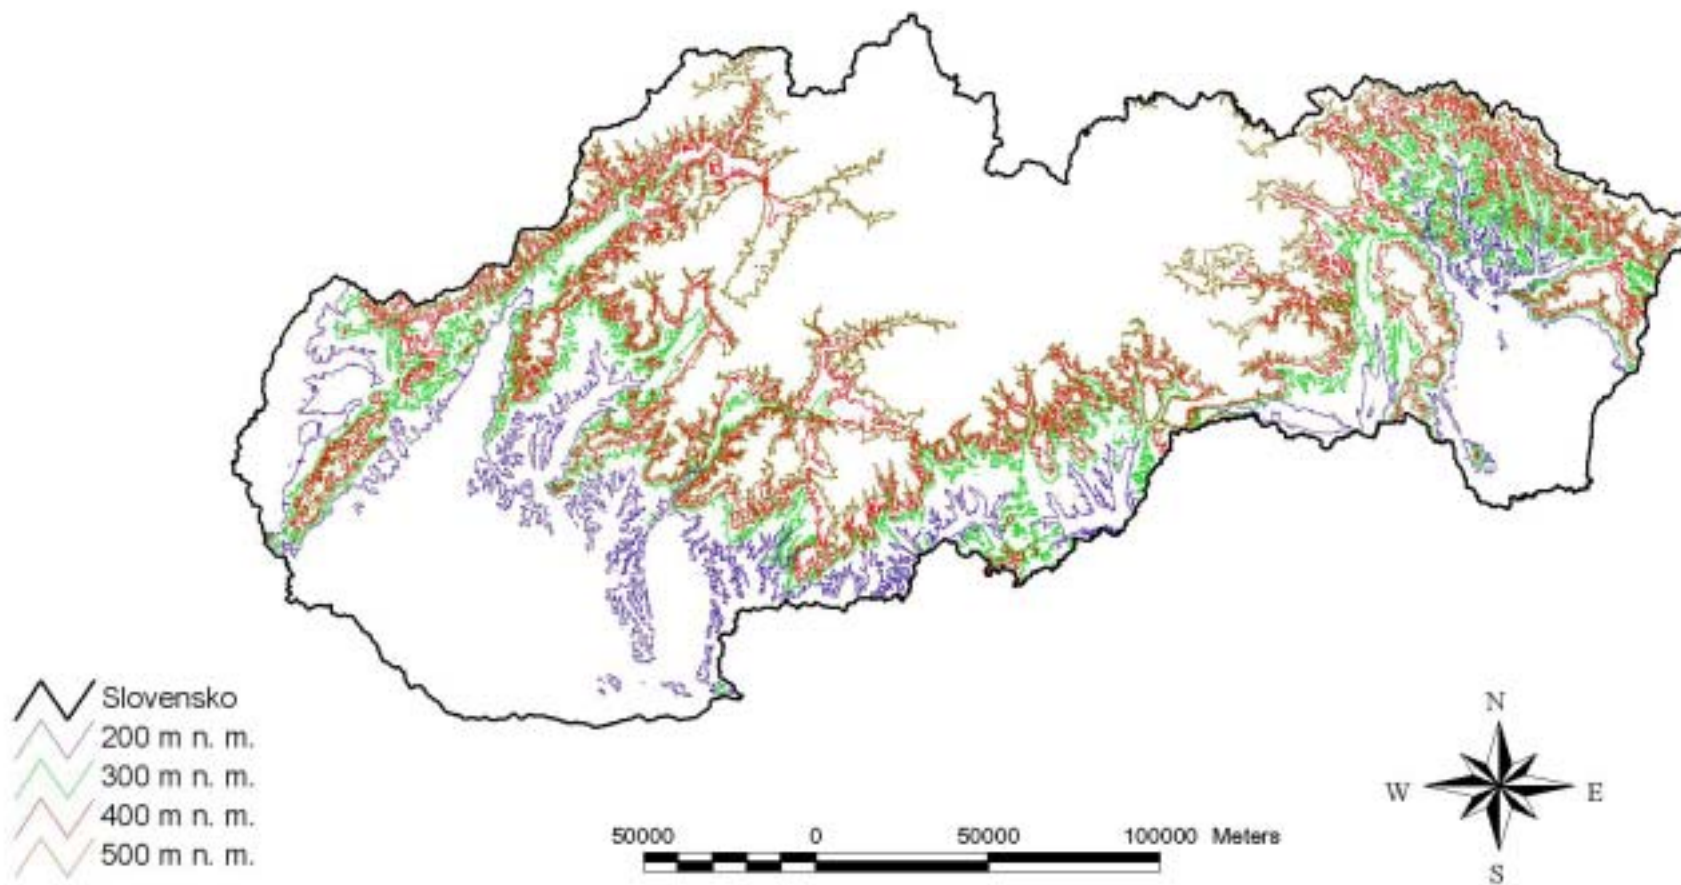 Slovensko
200 m n. m.
300 m n. m.
400 m n. m.
500 m n. m.
50000 0 50000 100000 Meters
N
W E
S